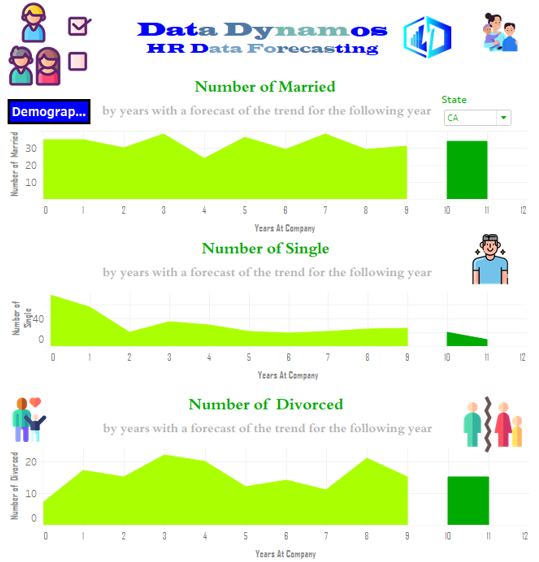 Data Dynamos
HR Data Forecasting
Number of Married
Demograp...
by years with a forecast of the trend for the following year
State
CA
Number of Married
30
20
10
0 1 2 3 4 5 6 7 8 9 10 11 12
Years At Company
Number of Single
by years with a forecast of the trend for the following year
Number of
Single
40
0
0 1 2 3 4 5 6 7 8 9 10 11 12
Years At Company
Number of Divorced
by years with a forecast of the trend for the following year
Number of Divorced
20
10
0
0 1 2 3 4 5 6 7 8 9 10 11 12
Years At Company